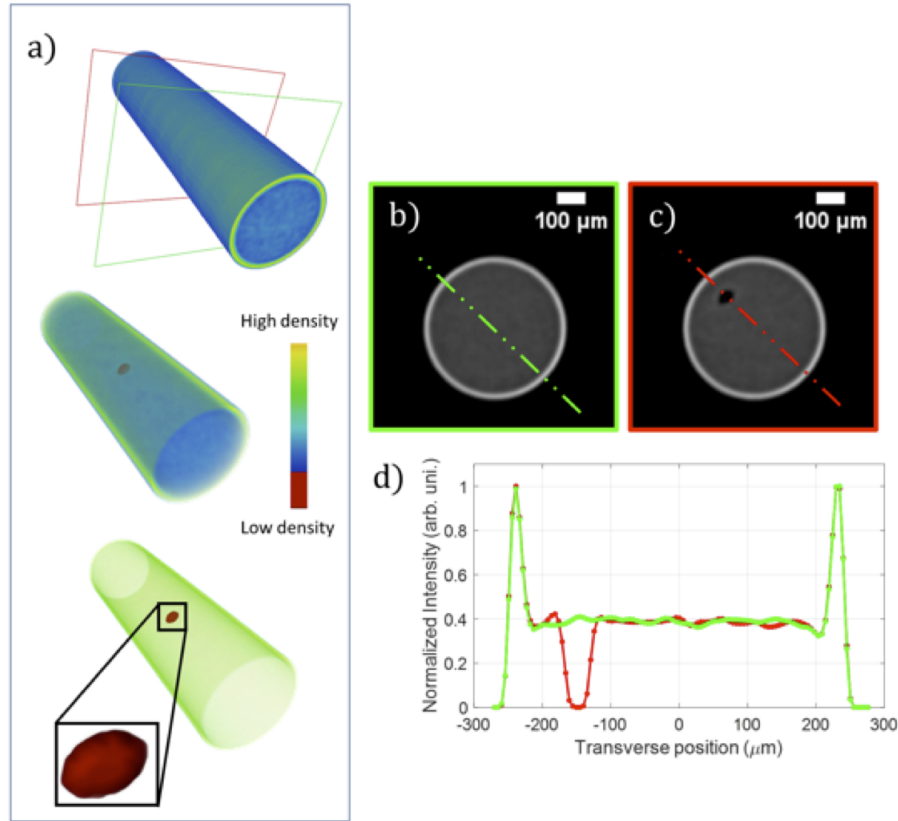 a)
High density
Low density
b)
100 μm
c)
100 μm
d)
Normalized Intensity (arb. uni.)
1
0.8
0.6
0.4
0.2
0
-300
-200
-100
0
100
200
300
Transverse position (μm)